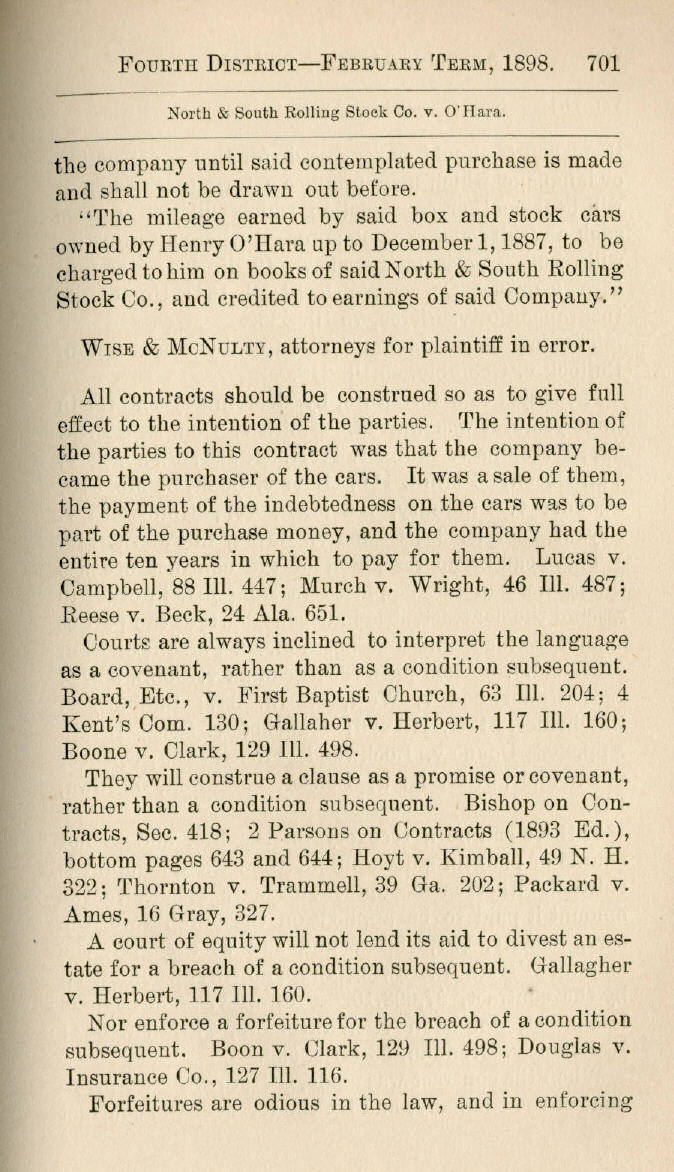 FOURTH DISTRICT—FEBRUARY TERM, 1898. 701
North & South Rolling Stock Co. v. O'Hara.
the company until said contemplated purchase is made
and shall not be drawn out before.
"The mileage earned by said box and stock cars
owned by Henry O'Hara up to December 1, 1887, to be
charged to him on books of said North & South Rolling
Stock Co., and credited to earnings of said Company."
WISE & MCNULTY, attorneys for plaintiff in error.
All contracts should be construed so as to give full
effect to the intention of the parties. The intention of
the parties to this contract was that the company be-
came the purchaser of the cars. It was a sale of them,
the payment of the indebtedness on the cars was to be
part of the purchase money, and the company had the
entire ten years in which to pay for them. Lucas v.
Campbell, 88 Ill. 447; Murch v. Wright, 46 Ill. 487;
Reese v. Beck, 24 Ala. 651.
Courts are always inclined to interpret the language
as a covenant, rather than as a condition subsequent.
Board, Etc., v. First Baptist Church, 63 Ill. 204; 4
Kent's Com. 130; Gallaher v. Herbert, 117 Ill. 160;
Boone v. Clark, 129 Ill. 498.
They will construe a clause as a promise or covenant,
rather than a condition subsequent. Bishop on Con-
tracts, Sec. 418; 2 Parsons on Contracts (1893 Ed.),
bottom pages 643 and 644; Hoyt v. Kimball, 49 N. H.
322; Thornton v. Trammell, 39 Ga. 202; Packard v.
Ames, 16 Gray, 327.
A court of equity will not lend its aid to divest an es-
tate for a breach of a condition subsequent. Gallagher
v. Herbert, 117 Ill. 160.
Nor enforce a forfeiture for the breach of a condition
subsequent. Boon v. Clark, 129 Ill. 498; Douglas v.
Insurance Co., 127 Ill. 116.
Forfeitures are odious in the law, and in enforcing